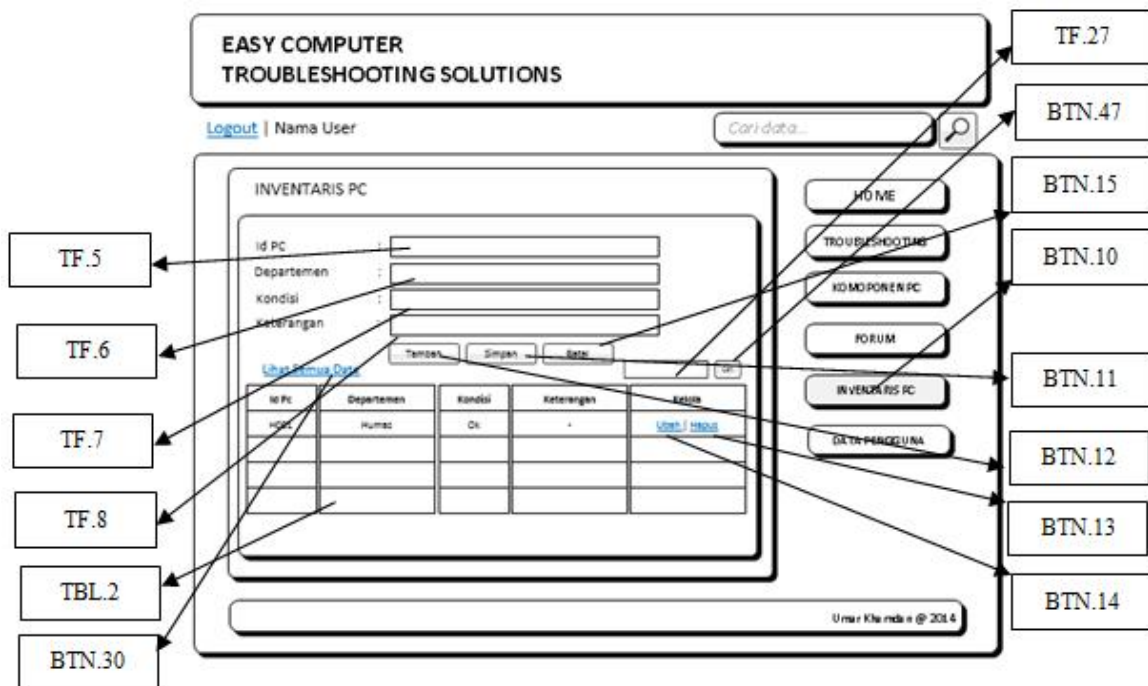 EASY COMPUTER
TROUBLESHOOTING SOLUTIONS
Logout | Nama User
Cari data...
INVENTARIS PC
Id PC :
Departemen :
Kondisi :
Keterangan :
Tambah Simpan Batal
Lihat Semua Data
Id Pc Departemen Kondisi Keterangan Kelola
Humas Ok - Ubah | Hapus
HOME
TROUBLESHOOTING
KOMOPONEN PC
FORUM
INVENTARIS PC
DATA PENGGUNA
Umar Khamdan @ 2014
TF.5
TF.6
TF.7
TF.8
TBL.2
BTN.30
TF.27
BTN.47
BTN.15
BTN.10
BTN.11
BTN.12
BTN.13
BTN.14